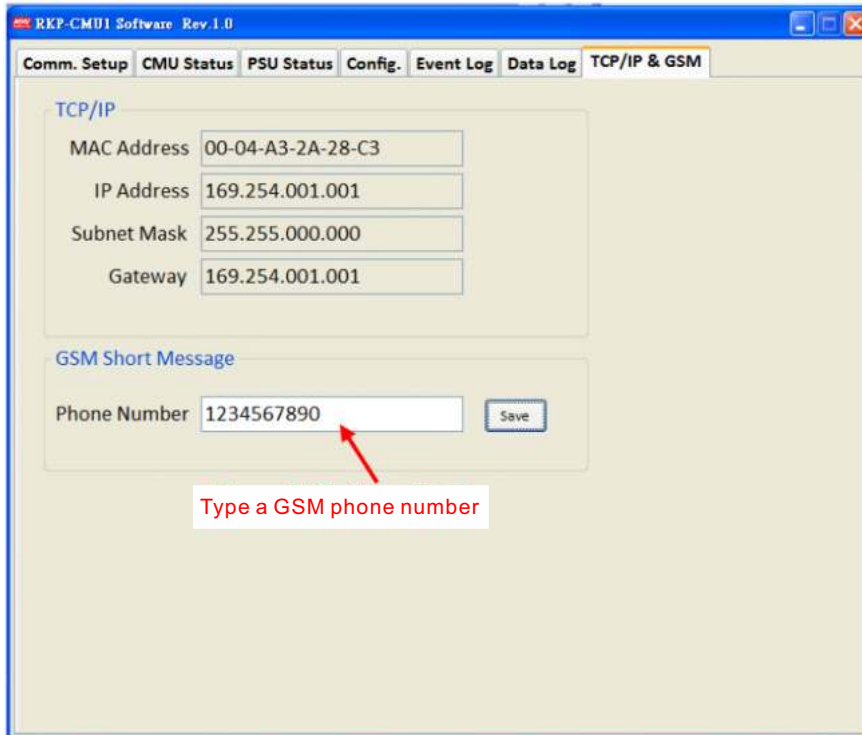 RKP-CMU1 Software Rev.1.0
Comm. Setup CMU Status PSU Status Config. Event Log Data Log TCP/IP & GSM
TCP/IP
MAC Address 00-04-A3-2A-28-C3
IP Address 169.254.001.001
Subnet Mask 255.255.000.000
Gateway 169.254.001.001
GSM Short Message
Phone Number 1234567890 Save
Type a GSM phone number